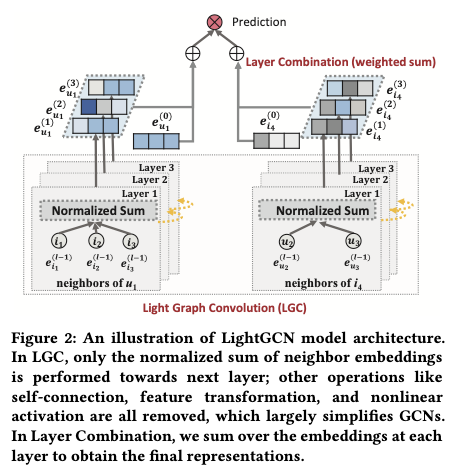 Prediction
Layer Combination (weighted sum)
e_{u_1}^{(3)}
e_{u_1}^{(2)}
e_{u_1}^{(1)}
e_{u_1}^{(0)}
e_{i_4}^{(0)}
e_{i_4}^{(3)}
e_{i_4}^{(2)}
e_{i_4}^{(1)}
Layer 3
Layer 2
Layer 1
Normalized Sum
i_1 i_2 i_3
e_{i_1}^{(l-1)} e_{i_2}^{(l-1)} e_{i_3}^{(l-1)}
neighbors of u_1
Layer 3
Layer 2
Layer 1
Normalized Sum
u_2 u_3
e_{u_2}^{(l-1)} e_{u_3}^{(l-1)}
neighbors of i_4
Light Graph Convolution (LGC)
Figure 2: An illustration of LightGCN model architecture.
In LGC, only the normalized sum of neighbor embeddings
is performed towards next layer; other operations like
self-connection, feature transformation, and nonlinear
activation are all removed, which largely simplifies GCNs.
In Layer Combination, we sum over the embeddings at each
layer to obtain the final representations.